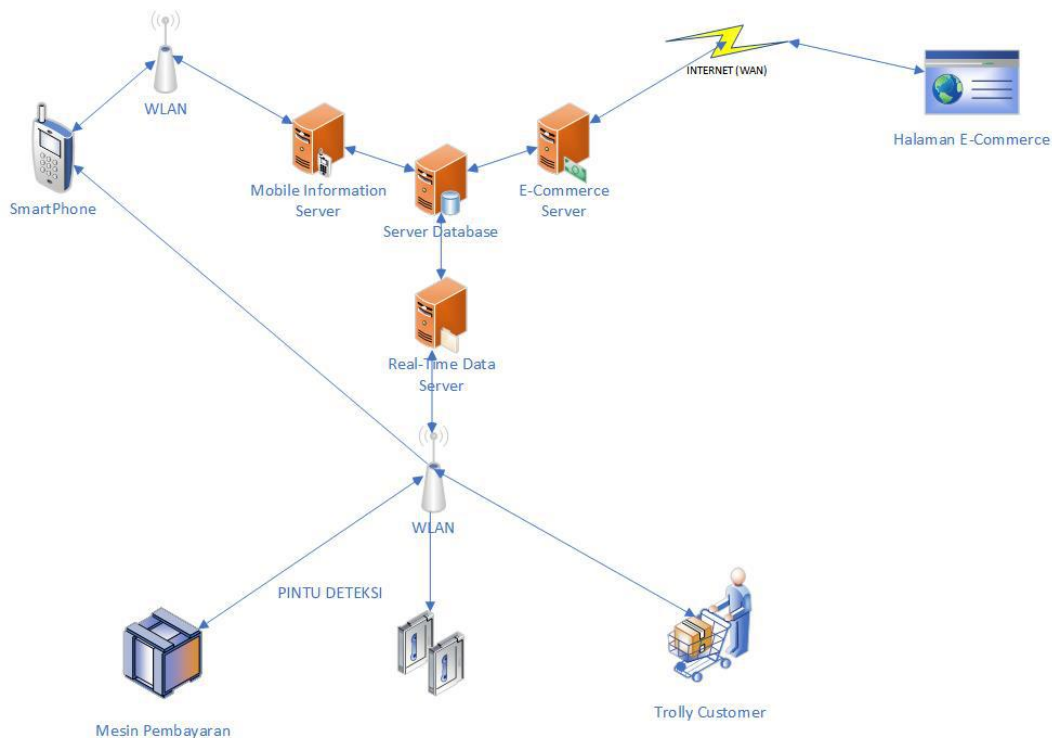 INTERNET (WAN)
WLAN
Halaman E-Commerce
Mobile Information
Server
E-Commerce
Server
SmartPhone
Server Database
Real-Time Data
Server
WLAN
PINTU DETEKSI
Trolly Customer
Mesin Pembayaran